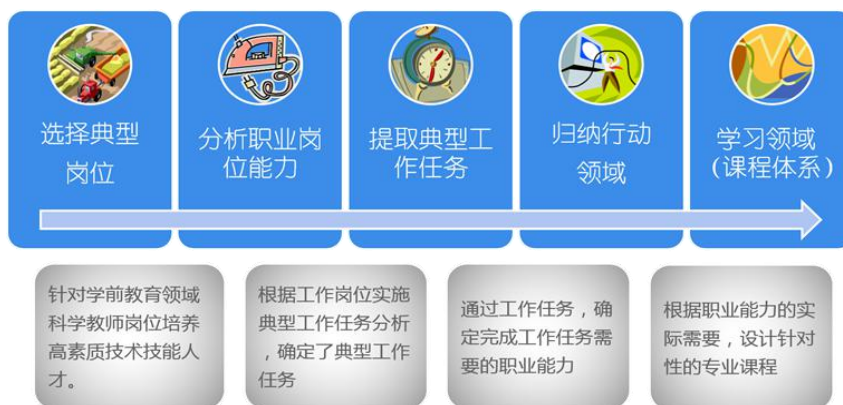 选择典型
岗位
分析职业岗
位能力
提取典型工
作任务
归纳行动
领域
学习领域
（课程体系）
针对学前教育领域
科学教师岗位培养
高素质技术技能人
才。
根据工作岗位实施
典型工作任务分析
，确定了典型工作
任务
通过工作任务，确
定完成工作任务需
要的职业能力
根据职业能力的实
际需要，设计针对
性的专业课程